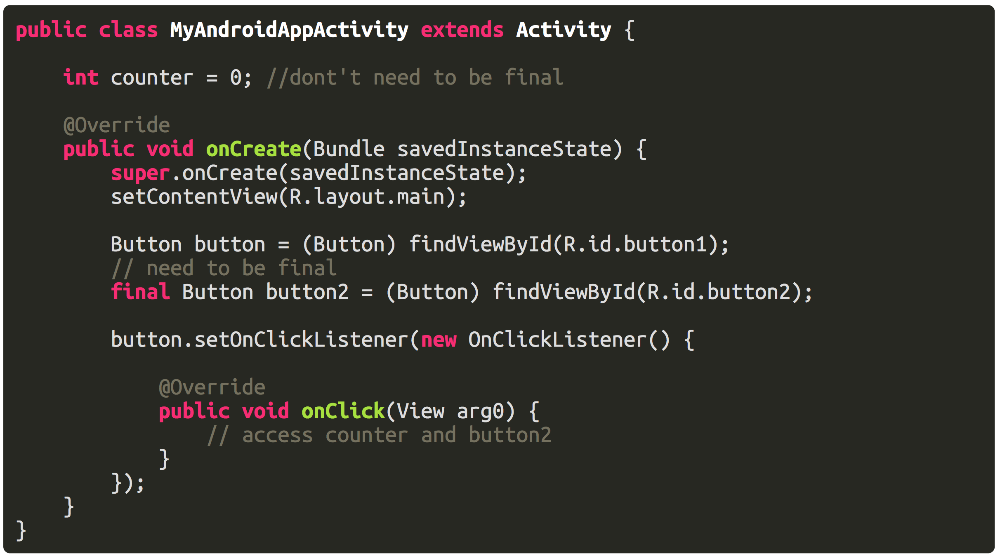 public class MyAndroidAppActivity extends Activity {
int counter = 0; //dont't need to be final
@Override
public void onCreate(Bundle savedInstanceState) {
super.onCreate(savedInstanceState);
setContentView(R.layout.main);
Button button = (Button) findViewById(R.id.button1);
// need to be final
final Button button2 = (Button) findViewById(R.id.button2);
button.setOnClickListener(new OnClickListener() {
@Override
public void onClick(View arg0) {
// access counter and button2
}
});
}
}